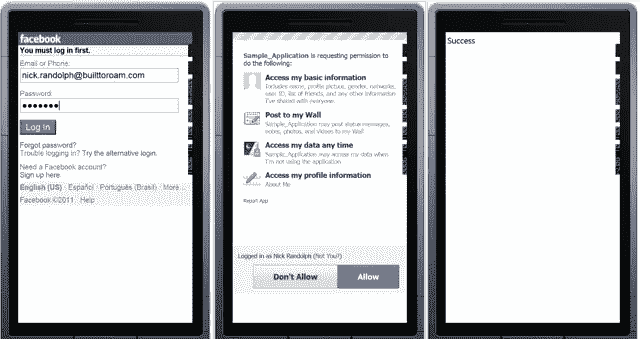 facebook
You must log in first.
Email or Phone:
nick.randolph@builttoroam.com
Password:
Log in
Forgot password?
Trouble logging in? Try the alternative login.
Need a Facebook account?
Sign up here.
English (US) · Español · Português (Brasil) · More...
Facebook ©2011 · Help
Sample_Application is requesting permission to
do the following:
Access my basic information
Includes name, profile picture, gender, networks,
user ID, list of friends, and any other information
I've shared with everyone.
Post to my Wall
Sample_Application may post status messages,
notes, photos, and videos to my Wall
Access my data any time
Sample_Application may access my data when
I'm not using the application
Access my profile information
About Me
Report App
Logged in as Nick Randolph (Not You?)
Don't Allow
Allow
Success